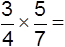 3/4 × 5/7 =